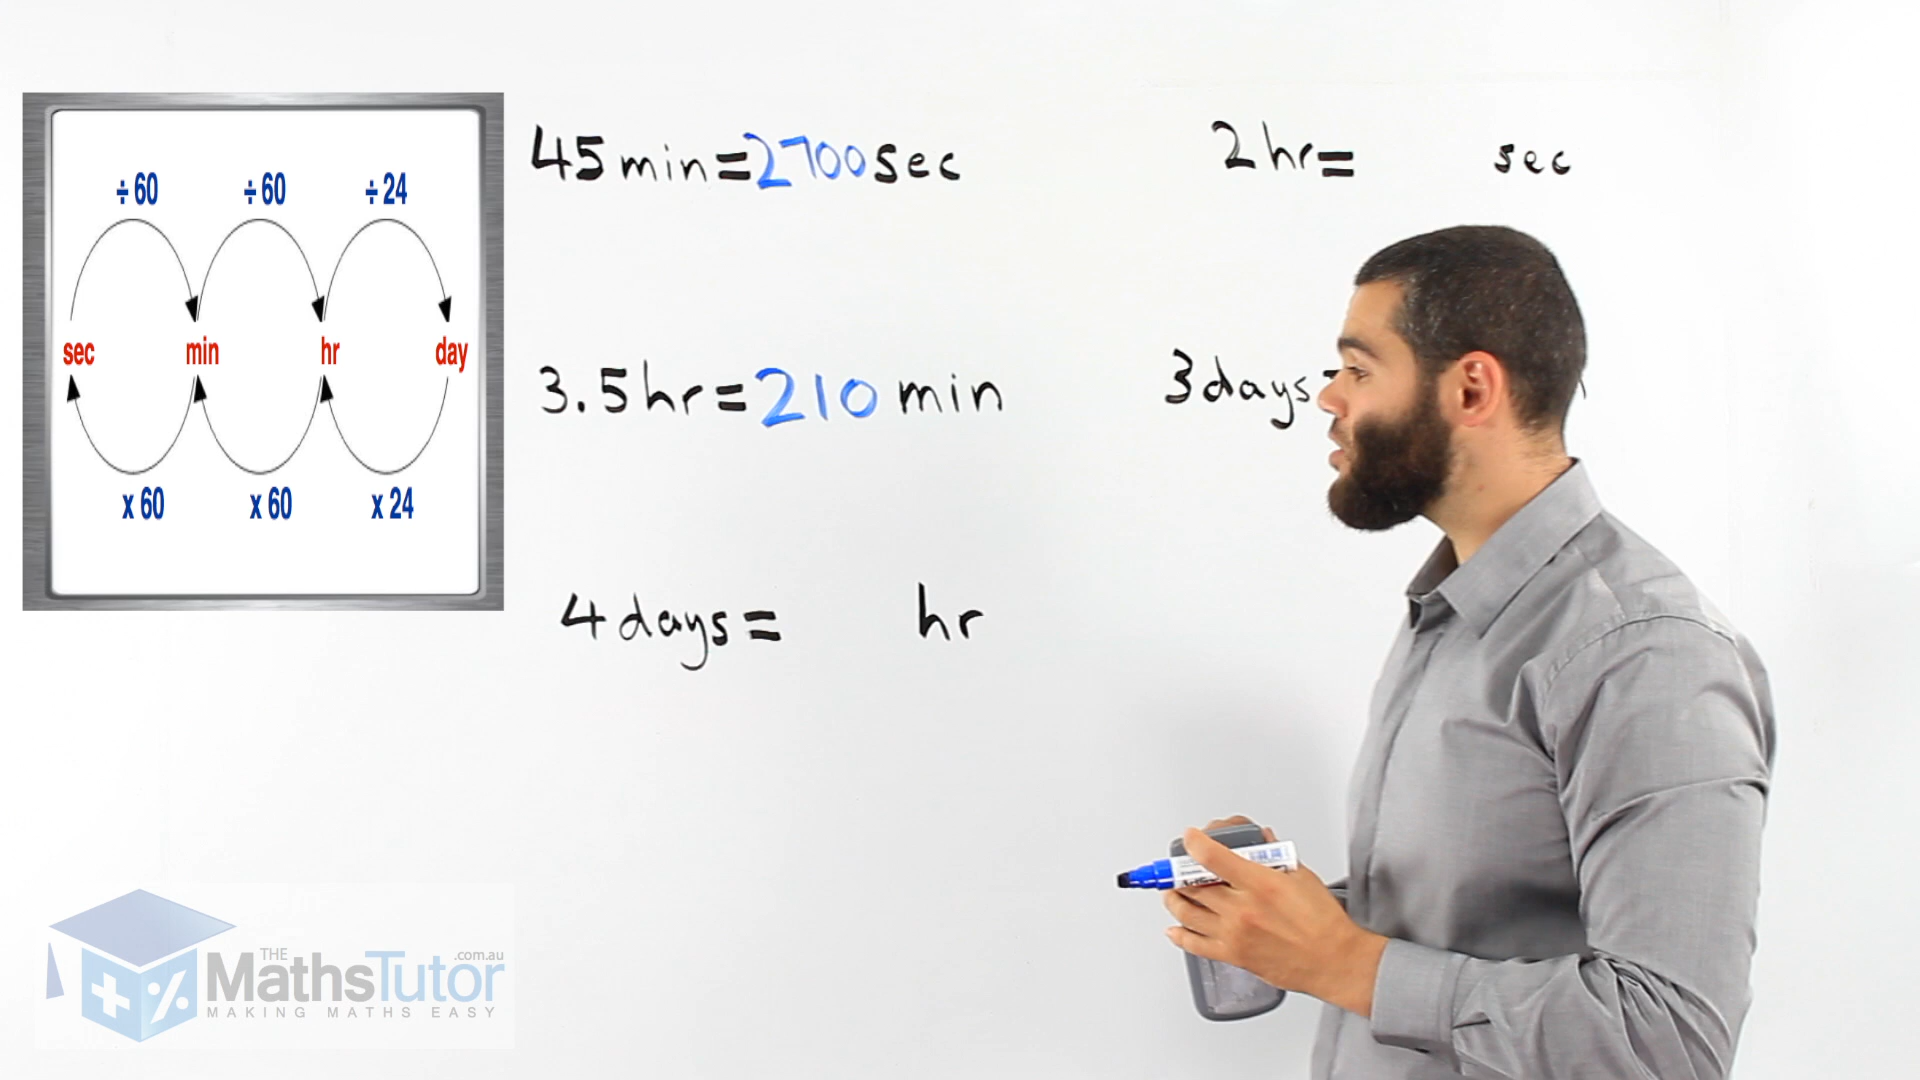 ÷ 60 ÷ 60 ÷ 24
sec min hr day
x 60 x 60 x 24
45 min = 2700 sec
3.5 hr = 210 min
4 days = hr
2 hr = sec
3 days =
THE MathsTutor .com.au
MAKING MATHS EASY